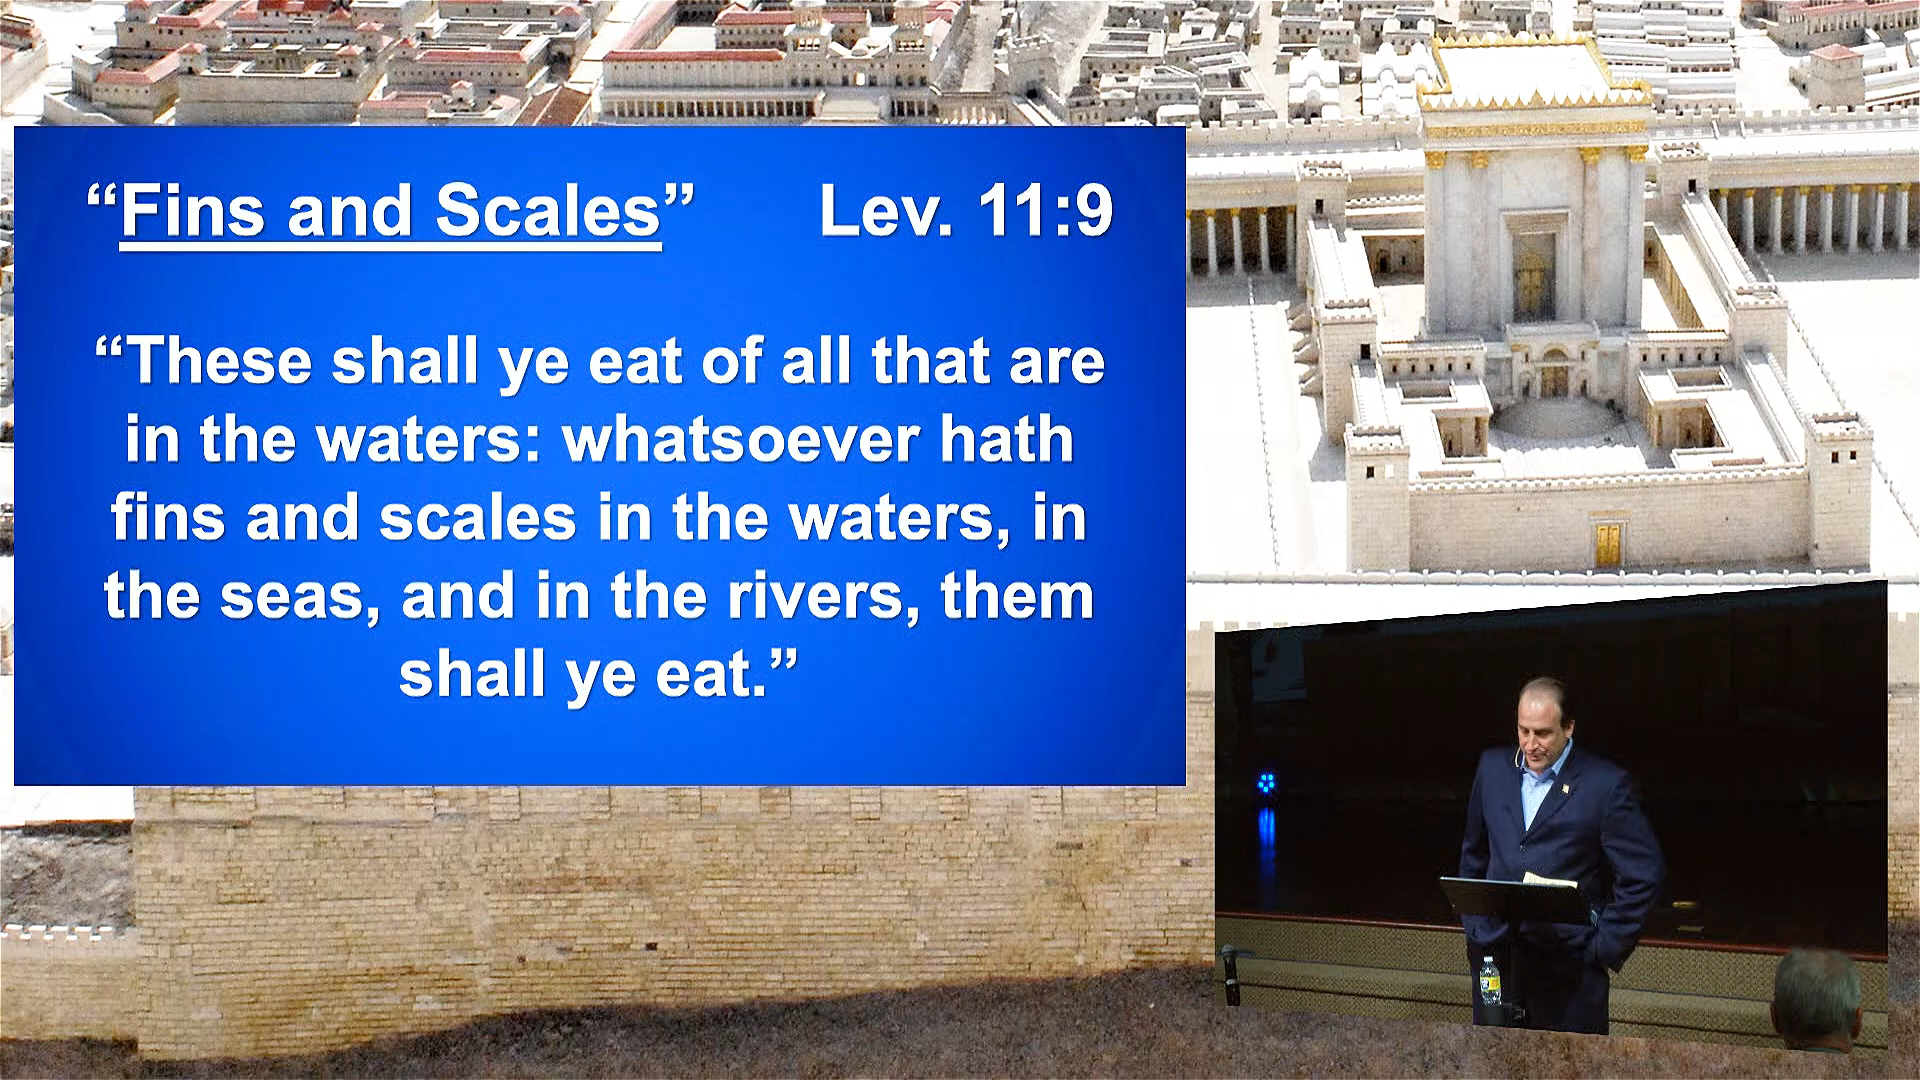 “Fins and Scales” Lev. 11:9
“These shall ye eat of all that are
in the waters: whatsoever hath
fins and scales in the waters, in
the seas, and in the rivers, them
shall ye eat.”